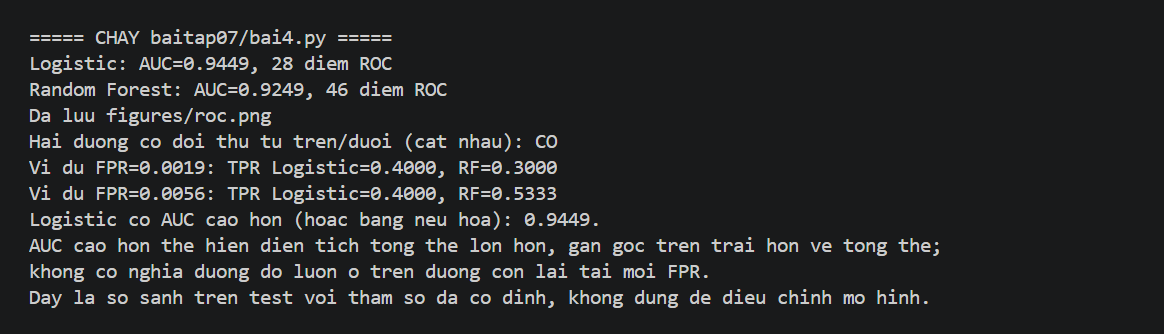 ===== CHAY baitap07/bai4.py =====
Logistic: AUC=0.9449, 28 diem ROC
Random Forest: AUC=0.9249, 46 diem ROC
Da luu figures/roc.png
Hai duong co doi thu tu tren/duoi (cat nhau): CO
Vi du FPR=0.0019: TPR Logistic=0.4000, RF=0.3000
Vi du FPR=0.0056: TPR Logistic=0.4000, RF=0.5333
Logistic co AUC cao hon (hoac bang neu hoa): 0.9449.
AUC cao hon the hien dien tich tong the lon hon, gan goc tren trai hon ve tong the;
khong co nghia duong do luon o tren duong con lai tai moi FPR.
Day la so sanh tren test voi tham so da co dinh, khong dung de dieu chinh mo hinh.